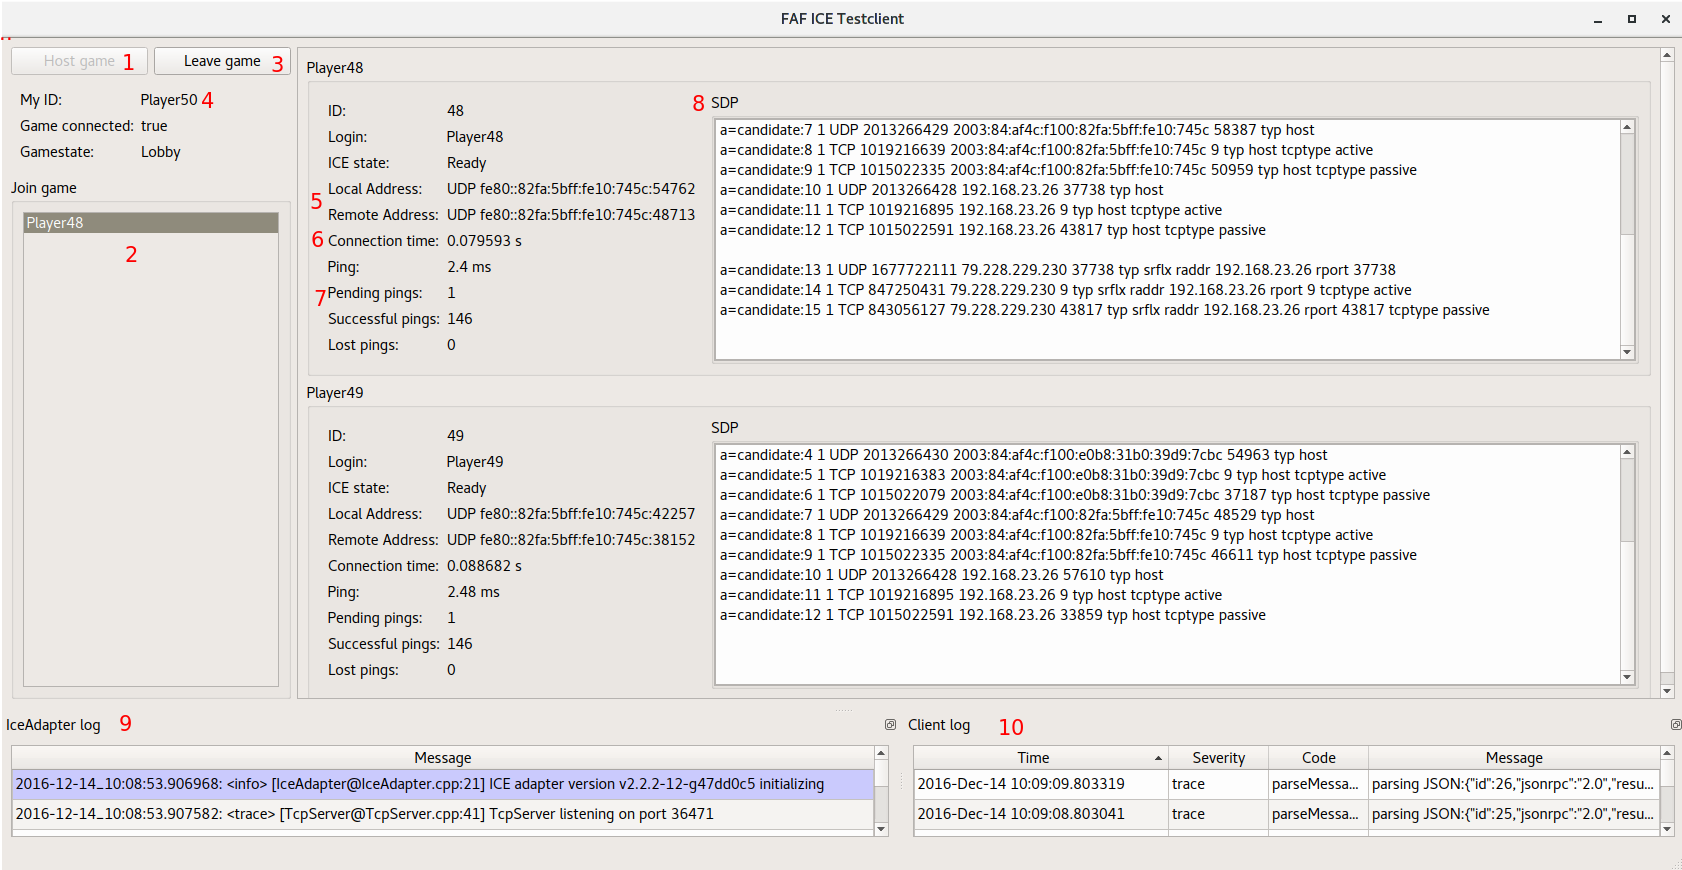 FAF ICE Testclient
Host game 1 Leave game 3
My ID: Player50 4
Game connected: true
Gamestate: Lobby
Join game
Player48
2
Player48
ID: 48
Login: Player48
ICE state: Ready
Local Address: UDP fe80::82fa:5bff:fe10:745c:54762
5
Remote Address: UDP fe80::82fa:5bff:fe10:745c:48713
6 Connection time: 0.079593 s
Ping: 2.4 ms
7 Pending pings: 1
Successful pings: 146
Lost pings: 0
8 SDP
a=candidate:7 1 UDP 2013266429 2003:84:af4c:f100:82fa:5bff:fe10:745c 58387 typ host
a=candidate:8 1 TCP 1019216639 2003:84:af4c:f100:82fa:5bff:fe10:745c 9 typ host tcptype active
a=candidate:9 1 TCP 1015022335 2003:84:af4c:f100:82fa:5bff:fe10:745c 50959 typ host tcptype passive
a=candidate:10 1 UDP 2013266428 192.168.23.26 37738 typ host
a=candidate:11 1 TCP 1019216895 192.168.23.26 9 typ host tcptype active
a=candidate:12 1 TCP 1015022591 192.168.23.26 43817 typ host tcptype passive
a=candidate:13 1 UDP 1677722111 79.228.229.230 37738 typ srflx raddr 192.168.23.26 rport 37738
a=candidate:14 1 TCP 847250431 79.228.229.230 9 typ srflx raddr 192.168.23.26 rport 9 tcptype active
a=candidate:15 1 TCP 843056127 79.228.229.230 43817 typ srflx raddr 192.168.23.26 rport 43817 tcptype passive
Player49
ID: 49
Login: Player49
ICE state: Ready
Local Address: UDP fe80::82fa:5bff:fe10:745c:42257
Remote Address: UDP fe80::82fa:5bff:fe10:745c:38152
Connection time: 0.088682 s
Ping: 2.48 ms
Pending pings: 1
Successful pings: 146
Lost pings: 0
SDP
a=candidate:4 1 UDP 2013266430 2003:84:af4c:f100:e0b8:31b0:39d9:7cbc 54963 typ host
a=candidate:5 1 TCP 1019216383 2003:84:af4c:f100:e0b8:31b0:39d9:7cbc 9 typ host tcptype active
a=candidate:6 1 TCP 1015022079 2003:84:af4c:f100:e0b8:31b0:39d9:7cbc 37187 typ host tcptype passive
a=candidate:7 1 UDP 2013266429 2003:84:af4c:f100:82fa:5bff:fe10:745c 48529 typ host
a=candidate:8 1 TCP 1019216639 2003:84:af4c:f100:82fa:5bff:fe10:745c 9 typ host tcptype active
a=candidate:9 1 TCP 1015022335 2003:84:af4c:f100:82fa:5bff:fe10:745c 46611 typ host tcptype passive
a=candidate:10 1 UDP 2013266428 192.168.23.26 57610 typ host
a=candidate:11 1 TCP 1019216895 192.168.23.26 9 typ host tcptype active
a=candidate:12 1 TCP 1015022591 192.168.23.26 33859 typ host tcptype passive
IceAdapter log 9
Message
2016-12-14_10:08:53.906968: <info> [IceAdapter@IceAdapter.cpp:21] ICE adapter version v2.2.2-12-g47dd0c5 initializing
2016-12-14_10:08:53.907582: <trace> [TcpServer@TcpServer.cpp:41] TcpServer listening on port 36471
Client log 10
Time Severity Code Message
2016-Dec-14 10:09:09.803319 trace parseMessa... parsing JSON:{"id":26,"jsonrpc":"2.0","resu...
2016-Dec-14 10:09:08.803041 trace parseMessa... parsing JSON:{"id":25,"jsonrpc":"2.0","resu...